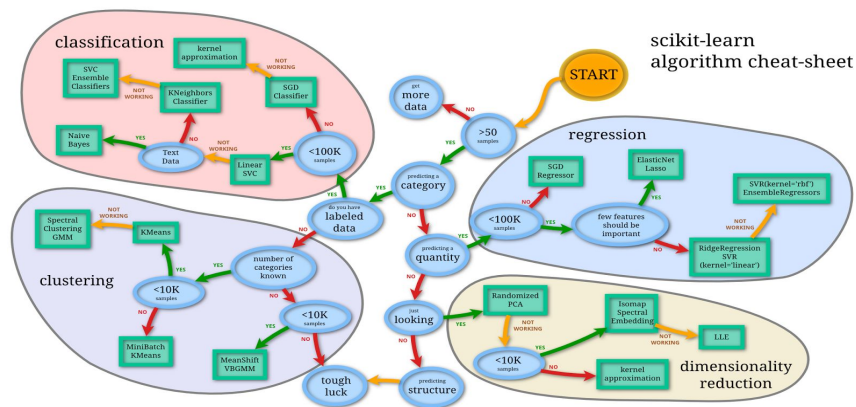 scikit-learn
algorithm cheat-sheet
START
>50
samples
NO
get
more
data
YES
predicting a
category
YES
do you have
labeled
data
NO
predicting a
quantity
YES
NO
just
looking
YES
NO
predicting
structure
tough
luck
classification
YES
<100K
samples
NO
SGD
Classifier
NOT
WORKING
kernel
approximation
YES
Linear
SVC
NOT
WORKING
Text
Data
YES
Naive
Bayes
NO
KNeighbors
Classifier
NOT
WORKING
SVC
Ensemble
Classifiers
clustering
NO
number of
categories
known
YES
<10K
samples
YES
KMeans
NOT
WORKING
Spectral
Clustering
GMM
NO
MiniBatch
KMeans
NO
<10K
samples
YES
MeanShift
VBGMM
NO
regression
<100K
samples
NO
SGD
Regressor
YES
few features
should be
important
YES
ElasticNet
Lasso
NO
RidgeRegression
SVR
(kernel='linear')
NOT
WORKING
SVR(kernel='rbf')
EnsembleRegressors
dimensionality
reduction
Randomized
PCA
NOT
WORKING
<10K
samples
YES
Isomap
Spectral
Embedding
NOT
WORKING
LLE
NO
kernel
approximation